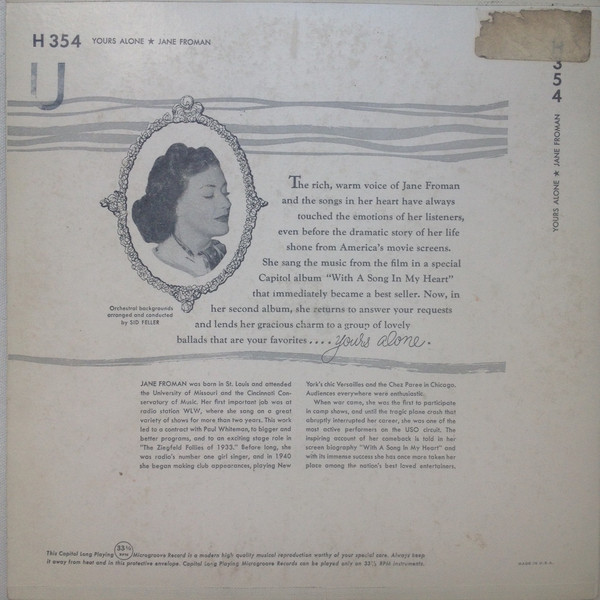 H 354 YOURS ALONE ★ JANE FROMAN
H 354
YOURS ALONE ★ JANE FROMAN
The rich, warm voice of Jane Froman
and the songs in her heart have always
touched the emotions of her listeners,
even before the dramatic story of her life
shone from America's movie screens.
She sang the music from the film in a special
Capitol album "With A Song In My Heart"
that immediately became a best seller. Now, in
her second album, she returns to answer your requests
and lends her gracious charm to a group of lovely
ballads that are your favorites....yours alone.
Orchestral backgrounds
arranged and conducted
by SID FELLER
JANE FROMAN was born in St. Louis and attended
the University of Missouri and the Cincinnati Con-
servatory of Music. Her first important job was at
radio station WLW, where she sang on a great
variety of shows for more than two years. This work
led to a contract with Paul Whiteman, to bigger and
better programs, and to an exciting stage role in
"The Ziegfeld Follies of 1933." Before long, she
was radio's number one girl singer, and in 1940
she began making club appearances, playing New
York's chic Versailles and the Chez Paree in Chicago.
Audiences everywhere were enthusiastic.
When war came, she was the first to participate
in camp shows, and until the tragic plane crash that
abruptly interrupted her career, she was one of the
most active performers on the USO circuit. The
inspiring account of her comeback is told in her
screen biography "With A Song In My Heart" and
with its immense success she has once more taken her
place among the nation's best loved entertainers.
This Capitol Long Playing 33⅓ RPM Microgroove Record is a modern high quality musical reproduction worthy of your special care. Always keep
it away from heat and in this protective envelope. Capitol Long Playing Microgroove Records can be played only on 33⅓ RPM instruments.
MADE IN U.S.A.